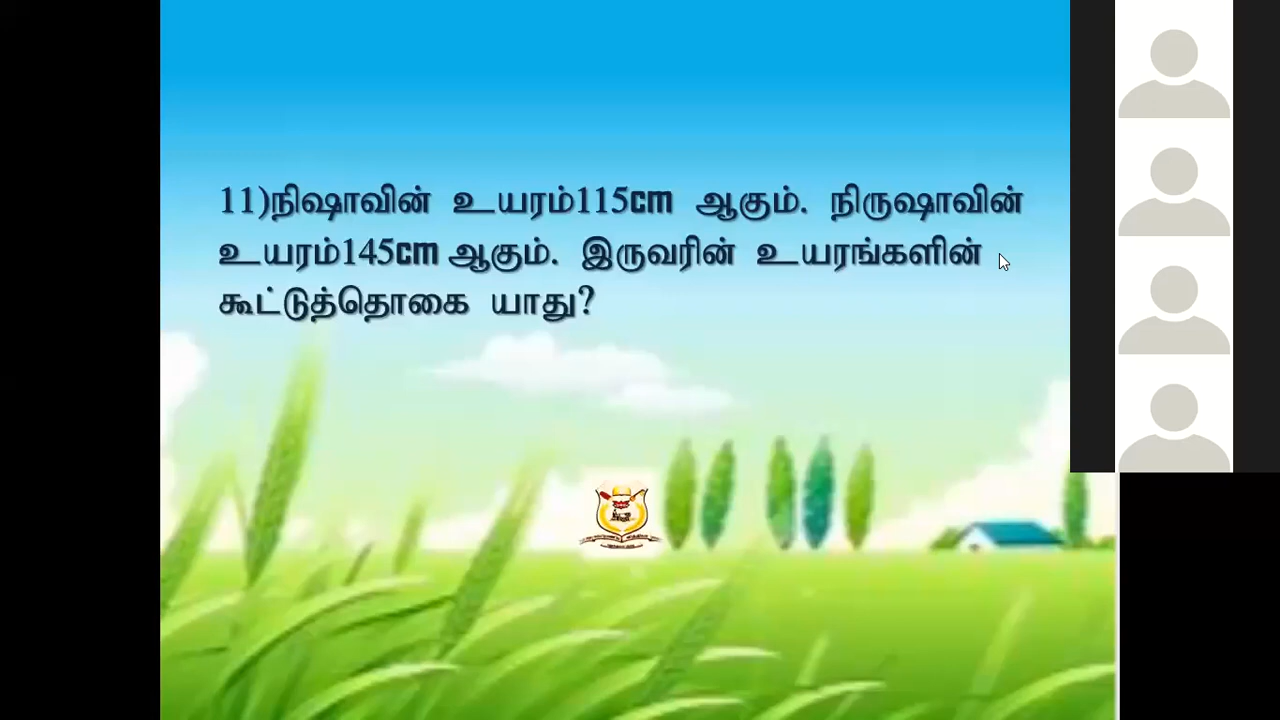 11)நிஷாவின் உயரம்115cm ஆகும். நிருஷாவின்
உயரம்145cm ஆகும். இருவரின் உயரங்களின்
கூட்டுத்தொகை யாது?